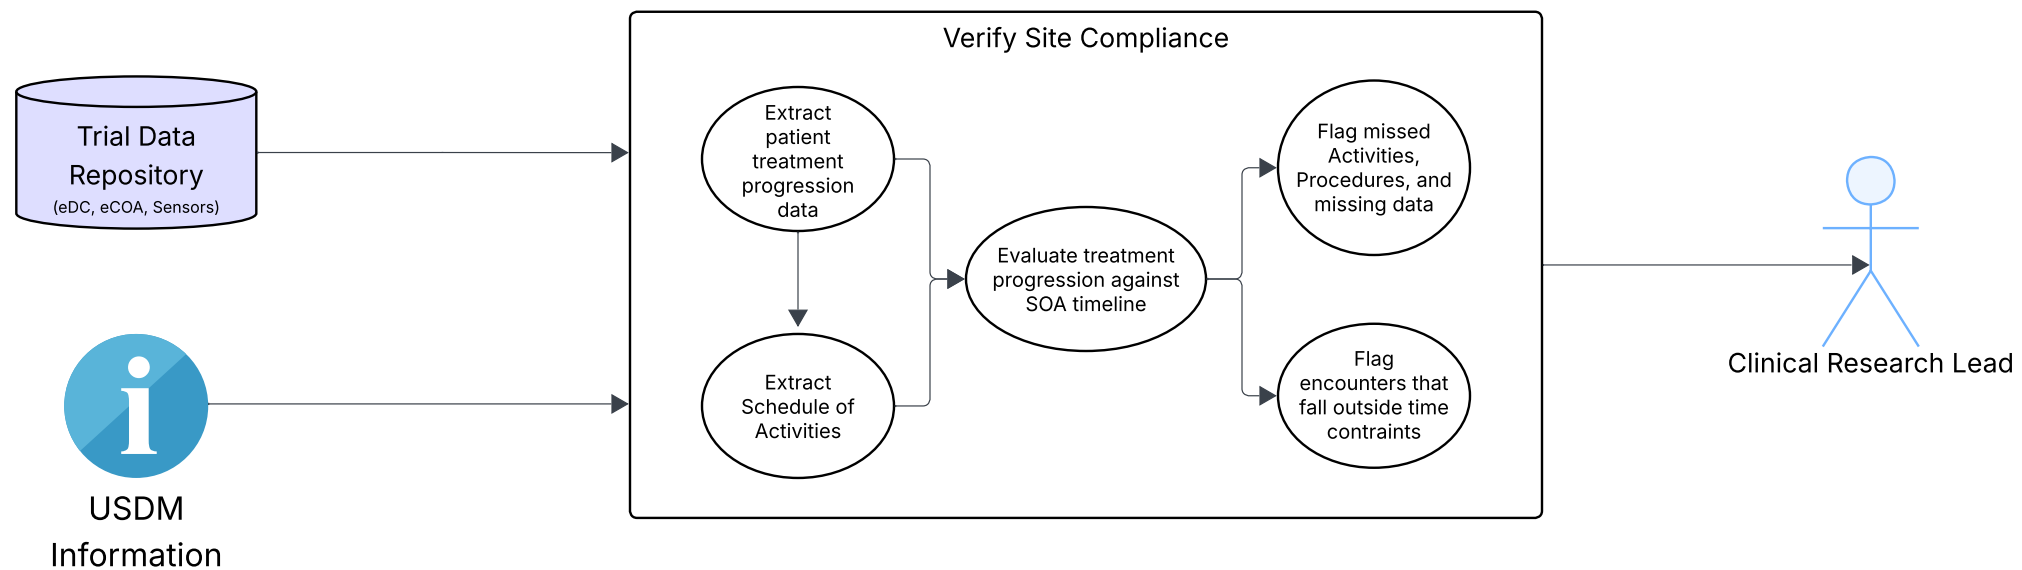 Verify Site Compliance
Trial Data
Repository
(eDC, eCOA, Sensors)
USDM
Information
Extract
patient
treatment
progression
data
Extract
Schedule of
Activities
Evaluate treatment
progression against
SOA timeline
Flag missed
Activities,
Procedures, and
missing data
Flag
encounters that
fall outside time
contraints
Clinical Research Lead